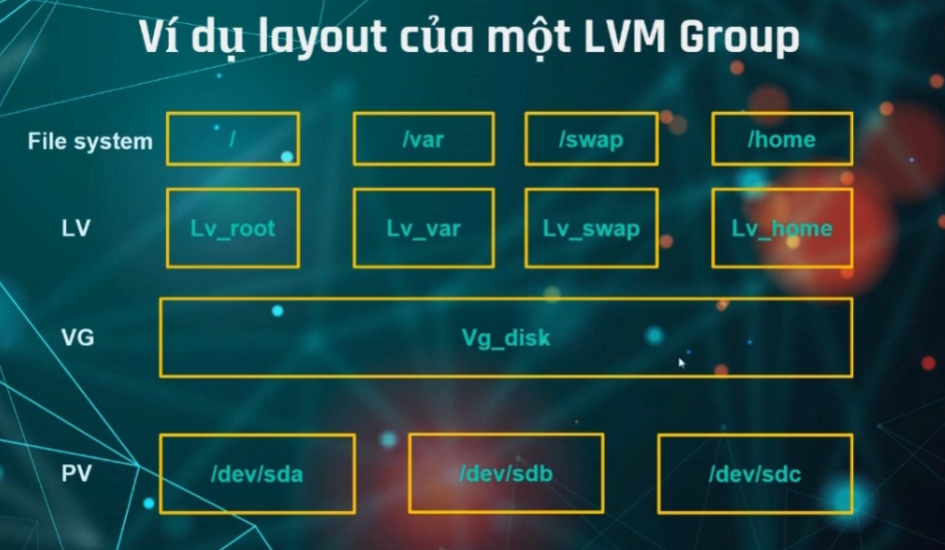 Ví dụ layout của một LVM Group
File system / /var /swap /home
LV Lv_root Lv_var Lv_swap Lv_home
VG Vg_disk
PV /dev/sda /dev/sdb /dev/sdc